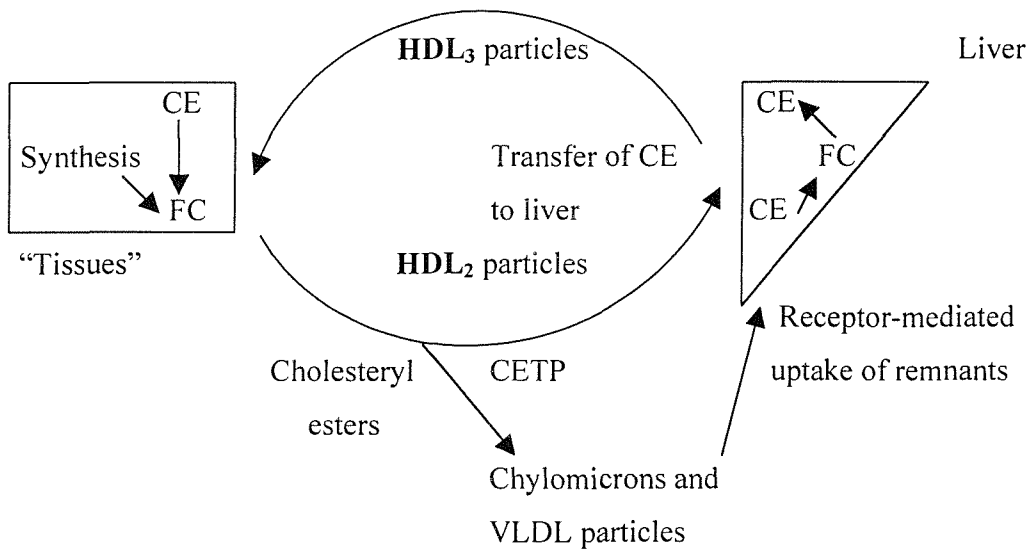 HDL3 particles
Liver
CE
Synthesis
FC
"Tissues"
Transfer of CE
to liver
HDL2 particles
CE
FC
CE
Cholesteryl
esters
CETP
Receptor-mediated
uptake of remnants
Chylomicrons and
VLDL particles